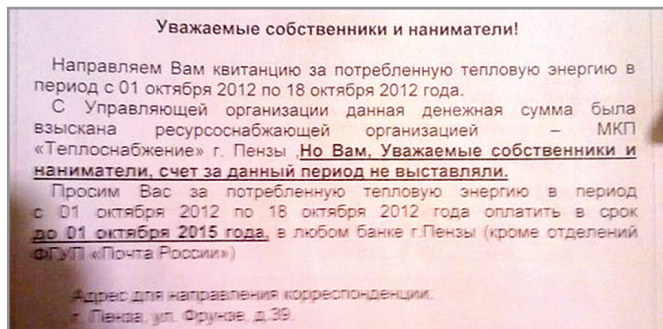 Уважаемые собственники и наниматели!
Направляем Вам квитанцию за потребленную тепловую энергию в
период с 01 октября 2012 по 18 октября 2012 года.
С Управляющей организации данная денежная сумма была
взыскана ресурсоснабжающей организацией – МКП
«Теплоснабжение» г. Пензы ,Но Вам, Уважаемые собственники и
наниматели, счет за данный период не выставляли.
Просим Вас за потребленную тепловую энергию в период
с 01 октября 2012 по 18 октября 2012 года оплатить в срок
до 01 октября 2015 года, в любом банке г.Пензы (кроме отделений
ФГУП «Почта России»)
Адрес для направления корреспонденции:
г. Пенза, ул. Фрунзе, д.39.